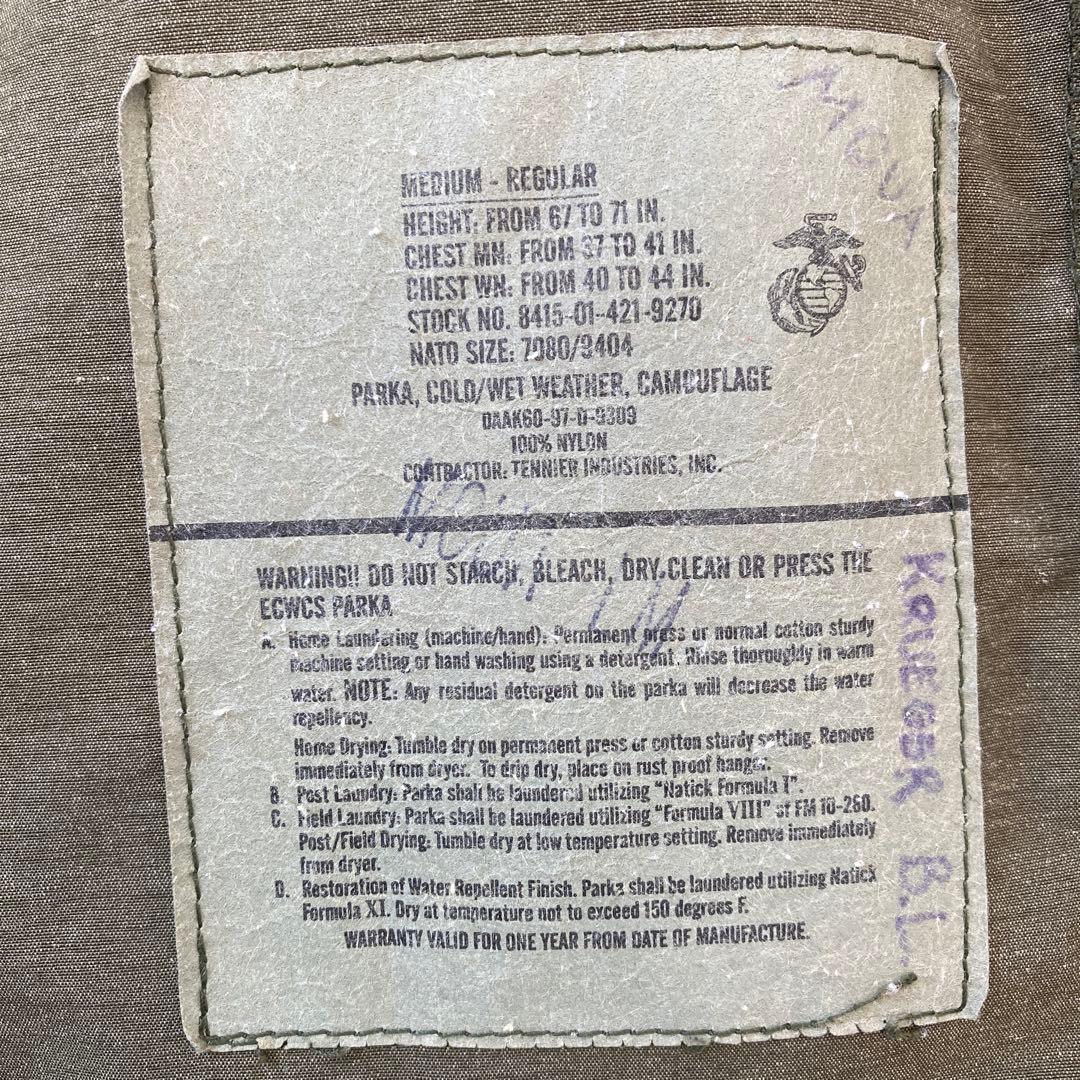 MEDIUM - REGULAR
HEIGHT: FROM 67 TO 71 IN.
CHEST MN: FROM 37 TO 41 IN.
CHEST WN: FROM 40 TO 44 IN.
STOCK NO. 8415-01-421-9270
NATO SIZE: 7080/9404
PARKA, COLD/WET WEATHER, CAMOUFLAGE
DAAK60-97-D-9309
100% NYLON
CONTRACTOR: TENNIER INDUSTRIES, INC.
WARNING!! DO NOT STARCH, BLEACH, DRY CLEAN OR PRESS THE
ECWCS PARKA
A. Home Laundering (machine/hand): Permanent press or normal cotton sturdy
machine setting or hand washing using a detergent. Rinse thoroughly in warm
water. NOTE: Any residual detergent on the parka will decrease the water
repellency.
Home Drying: Tumble dry on permanent press or cotton sturdy setting. Remove
immediately from dryer. To drip dry, place on rust proof hanger.
B. Post Laundry: Parka shall be laundered utilizing "Natick Formula I".
C. Field Laundry: Parka shall be laundered utilizing "Formula VIII" of FM 10-280.
Post/Field Drying: Tumble dry at low temperature setting. Remove immediately
from dryer.
D. Restoration of Water Repellent Finish. Parka shall be laundered utilizing Natick
Formula XI. Dry at temperature not to exceed 150 degrees F.
WARRANTY VALID FOR ONE YEAR FROM DATE OF MANUFACTURE.
B.L.